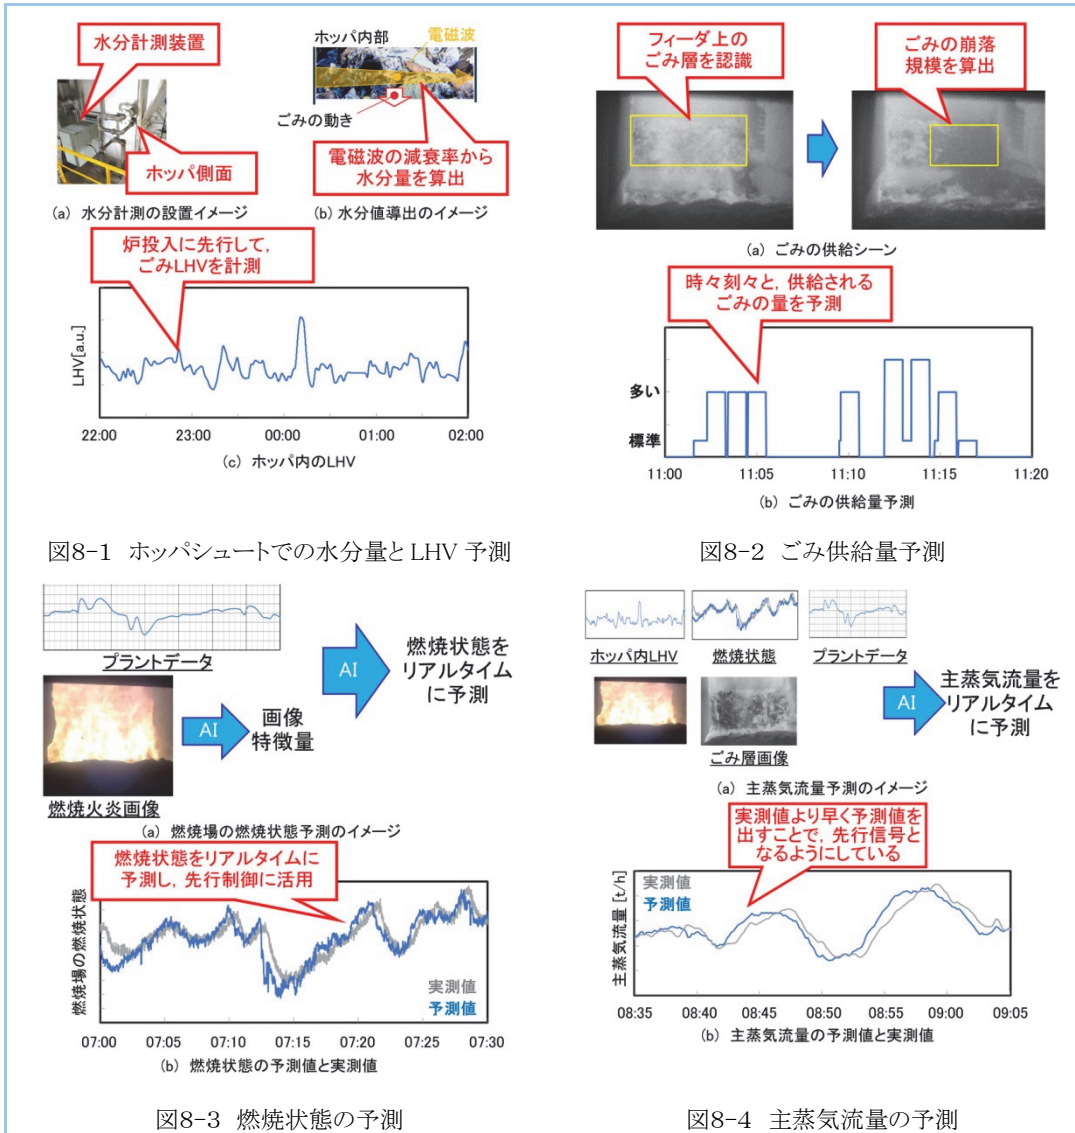 水分計測装置
ホッパ内部
電磁波
ごみの動き
ホッパ側面
電磁波の減衰率から
水分量を算出
(a) 水分計測の設置イメージ
(b) 水分値導出のイメージ
炉投入に先行して,
ごみLHVを計測
LHV[a.u.]
22:00 23:00 00:00 01:00 02:00
(c) ホッパ内のLHV
図8-1 ホッパシュートでの水分量と LHV 予測
フィーダ上の
ごみ層を認識
ごみの崩落
規模を算出
(a) ごみの供給シーン
時々刻々と, 供給される
ごみの量を予測
多い
標準
11:00 11:05 11:10 11:15 11:20
(b) ごみの供給量予測
図8-2 ごみ供給量予測
プラントデータ
AI
画像
特徴量
AI
燃焼状態を
リアルタイム
に予測
燃焼火炎画像
(a) 燃焼場の燃焼状態予測のイメージ
燃焼状態をリアルタイムに
予測し, 先行制御に活用
燃焼場の燃焼状態
実測値
予測値
07:00 07:05 07:10 07:15 07:20 07:25 07:30
(b) 燃焼状態の予測値と実測値
図8-3 燃焼状態の予測
ホッパ内LHV
燃焼状態
プラントデータ
ごみ層画像
AI
主蒸気流量を
リアルタイム
に予測
(a) 主蒸気流量予測のイメージ
実測値より早く予測値を
出すことで, 先行信号と
なるようにしている
主蒸気流量 [t/h]
実測値
予測値
08:35 08:40 08:45 08:50 08:55 09:00 09:05
(b) 主蒸気流量の予測値と実測値
図8-4 主蒸気流量の予測